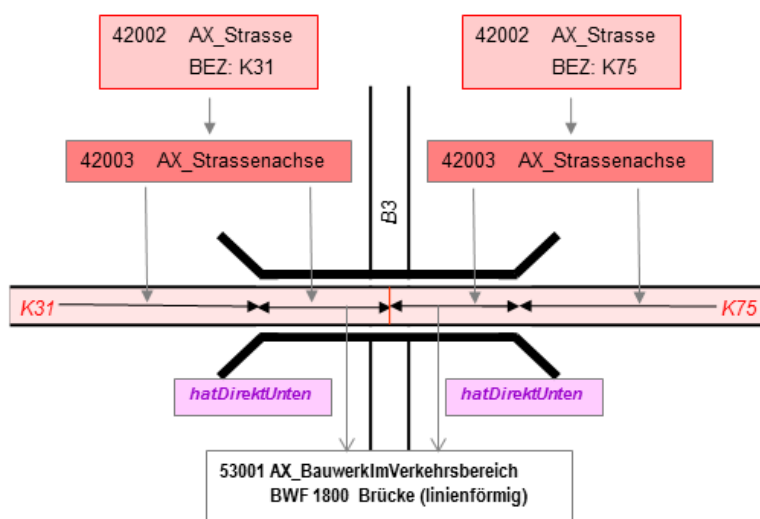 42002 AX_Strasse
BEZ: K31
42002 AX_Strasse
BEZ: K75
42003 AX_Strassenachse
42003 AX_Strassenachse
B3
K31
K75
hatDirektUnten
hatDirektUnten
53001 AX_BauwerkImVerkehrsbereich
BWF 1800 Brücke (linienförmig)